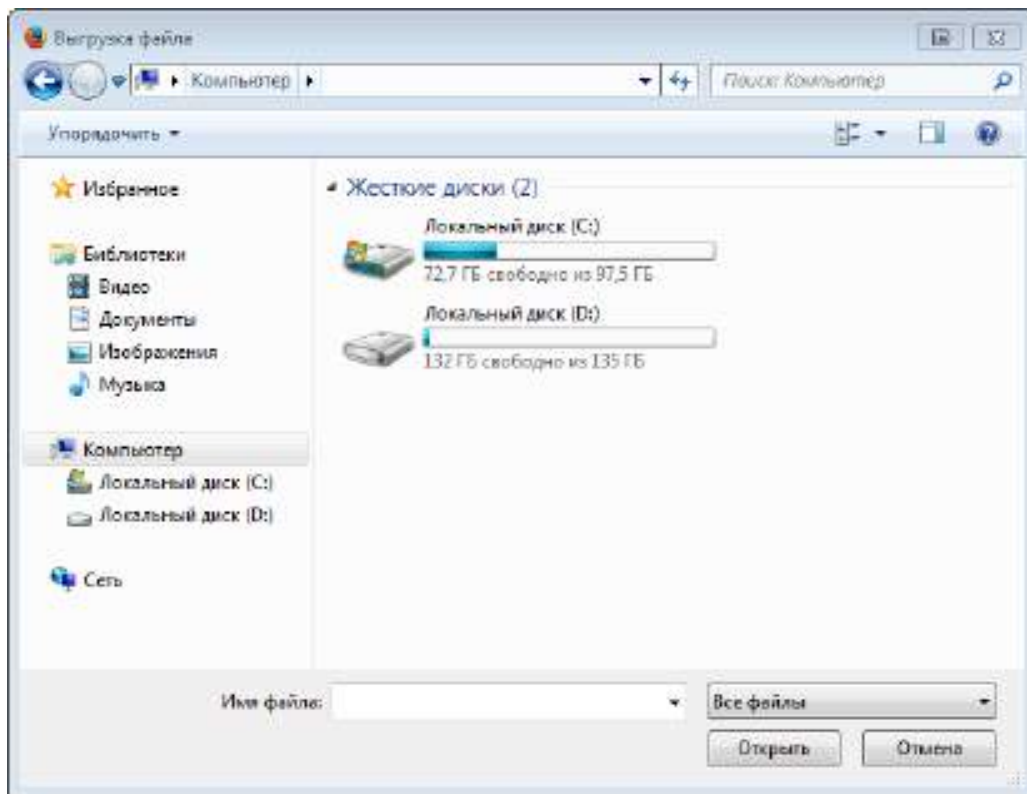 Выгрузка файла
Компьютер
Поиск: Компьютер
Упорядочить
Избранное
Библиотеки
Видео
Документы
Изображения
Музыка
Компьютер
Локальный диск (C:)
Локальный диск (D:)
Сеть
Жесткие диски (2)
Локальный диск (C:)
72,7 ГБ свободно из 97,5 ГБ
Локальный диск (D:)
132 ГБ свободно из 135 ГБ
Имя файла:
Все файлы
Открыть
Отмена